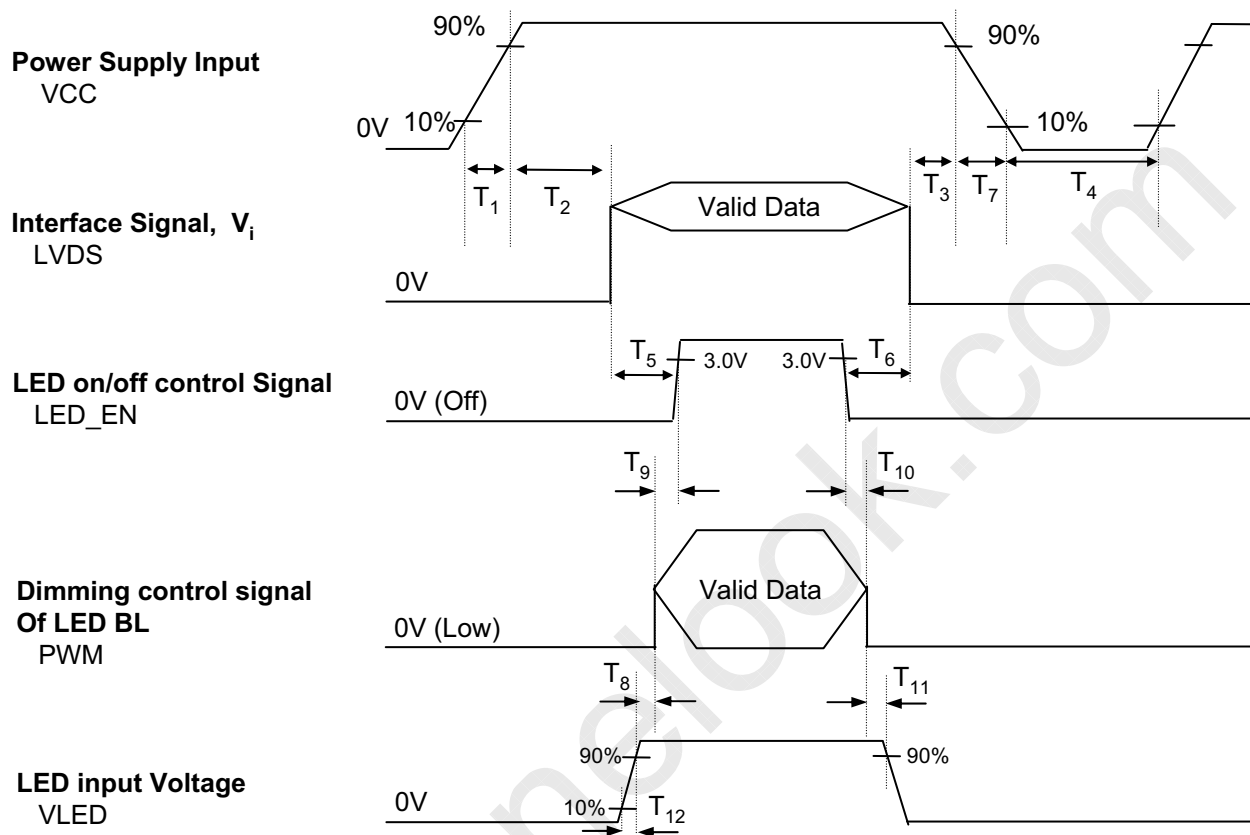 90%
90%
Power Supply Input
VCC
0V
10%
10%
T1
T2
T3
T7
T4
Interface Signal, Vi
LVDS
Valid Data
0V
T5
3.0V
3.0V
T6
LED on/off control Signal
LED_EN
0V (Off)
T9
T10
Dimming control signal
Of LED BL
PWM
Valid Data
0V (Low)
T8
T11
90%
90%
LED input Voltage
VLED
0V
10%
T12
nelook.com